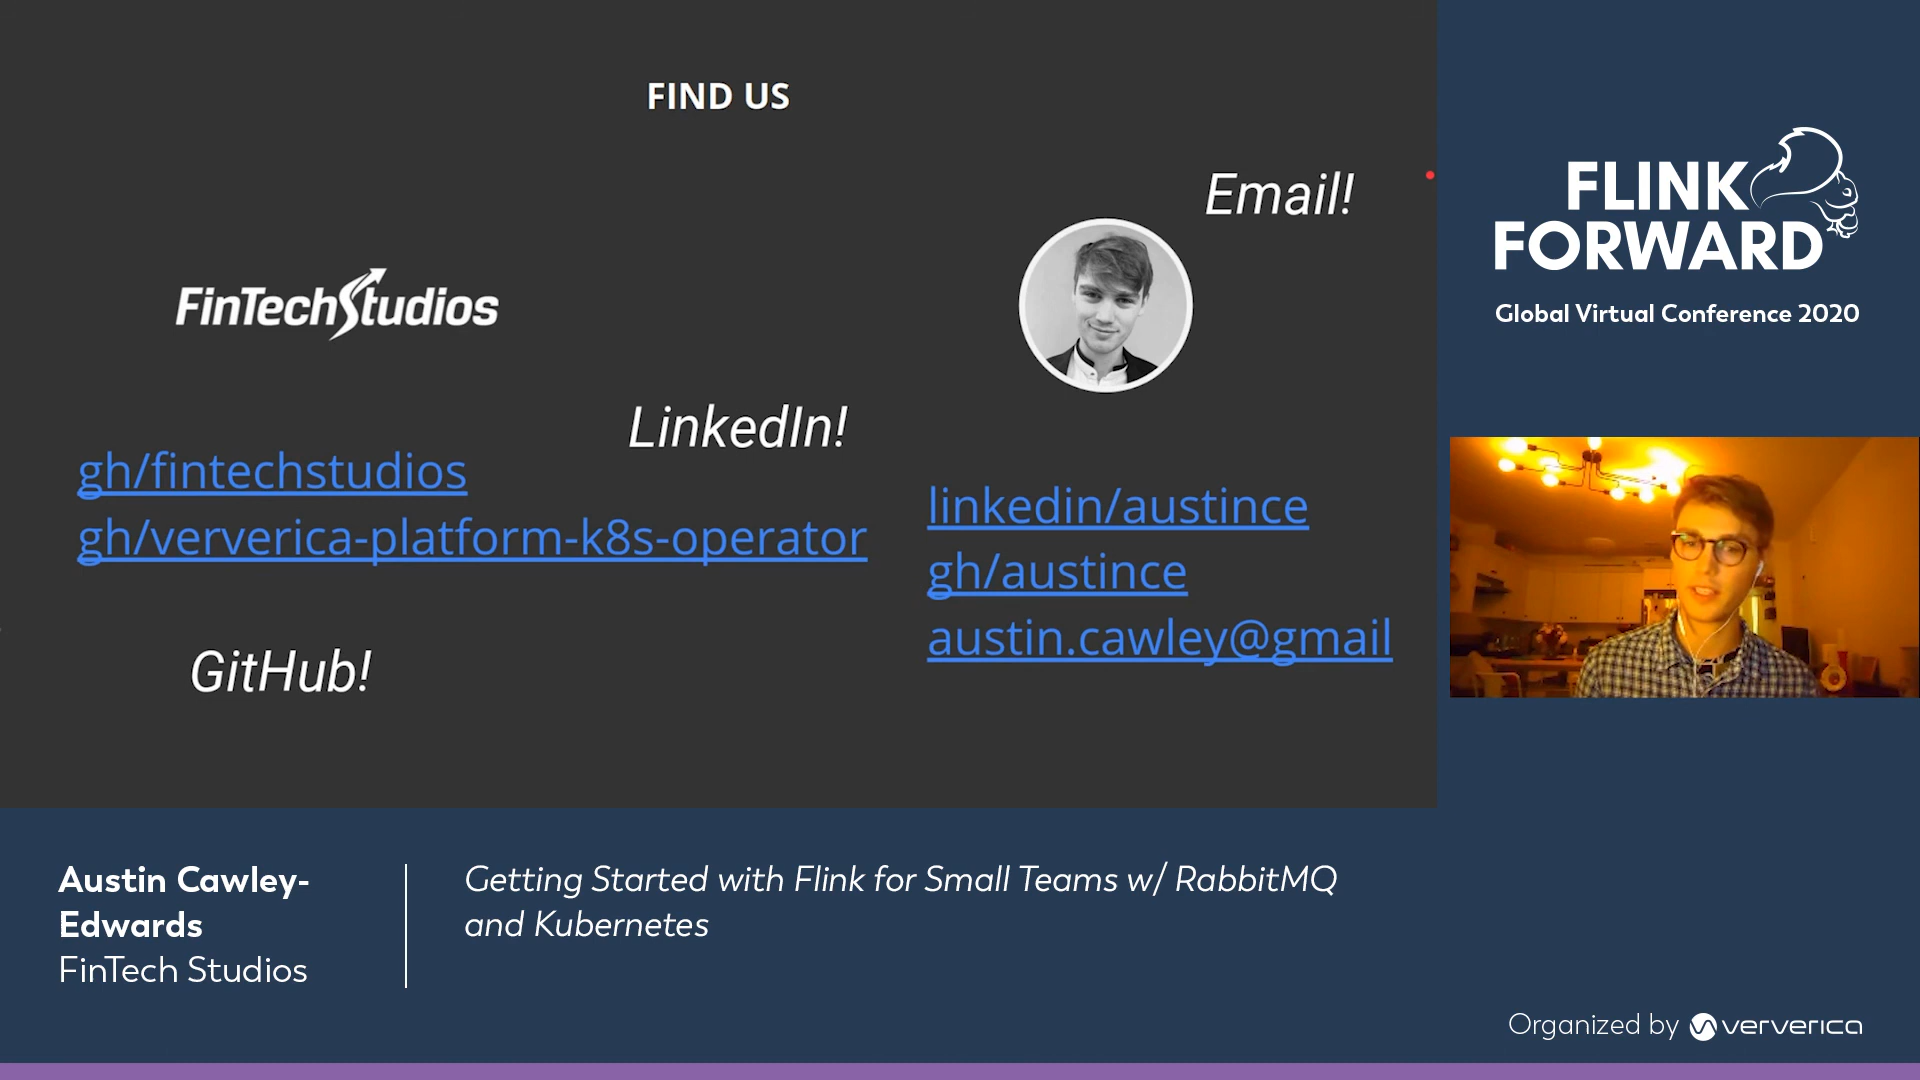 FIND US
Email!
FinTechStudios
LinkedIn!
gh/fintechstudios
gh/ververica-platform-k8s-operator
linkedin/austince
gh/austince
austin.cawley@gmail
GitHub!
FLINK
FORWARD
Global Virtual Conference 2020
Austin Cawley-
Edwards
FinTech Studios
Getting Started with Flink for Small Teams w/ RabbitMQ
and Kubernetes
Organized by ververica